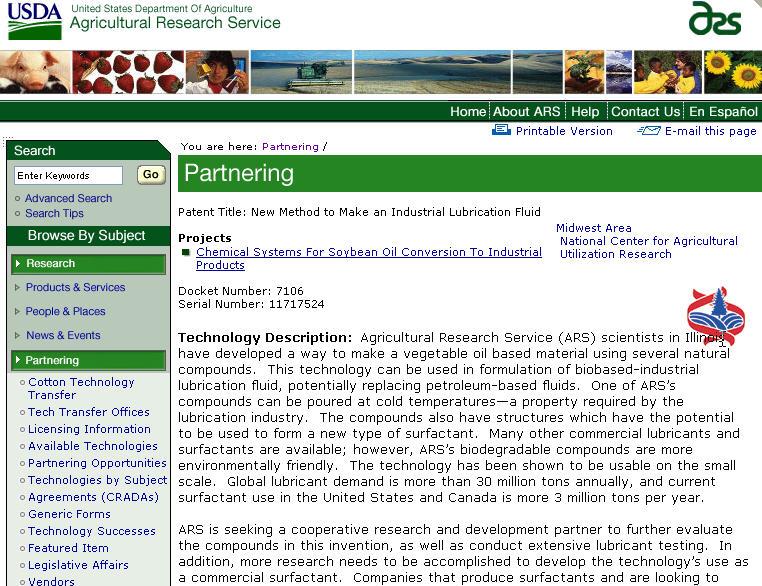 USDA
United States Department Of Agriculture
Agricultural Research Service
ars
Home About ARS Help Contact Us En Español
Printable Version E-mail this page
Search
Enter Keywords Go
Advanced Search
Search Tips
Browse By Subject
Research
Products & Services
People & Places
News & Events
Partnering
Cotton Technology
Transfer
Tech Transfer Offices
Licensing Information
Available Technologies
Partnering Opportunities
Technologies by Subject
Agreements (CRADAs)
Generic Forms
Technology Successes
Featured Item
Legislative Affairs
Vendors
You are here: Partnering /
Partnering
Patent Title: New Method to Make an Industrial Lubrication Fluid
Projects
Chemical Systems For Soybean Oil Conversion To Industrial
Products
Midwest Area
National Center for Agricultural
Utilization Research
Docket Number: 7106
Serial Number: 11717524
Technology Description: Agricultural Research Service (ARS) scientists in Illinois
have developed a way to make a vegetable oil based material using several natural
compounds. This technology can be used in formulation of biobased-industrial
lubrication fluid, potentially replacing petroleum-based fluids. One of ARS's
compounds can be poured at cold temperatures—a property required by the
lubrication industry. The compounds also have structures which have the potential
to be used to form a new type of surfactant. Many other commercial lubricants and
surfactants are available; however, ARS's biodegradable compounds are more
environmentally friendly. The technology has been shown to be usable on the small
scale. Global lubricant demand is more than 30 million tons annually, and current
surfactant use in the United States and Canada is more 3 million tons per year.
ARS is seeking a cooperative research and development partner to further evaluate
the compounds in this invention, as well as conduct extensive lubricant testing. In
addition, more research needs to be accomplished to develop the technology's use as
a commercial surfactant. Companies that produce surfactants and are looking to